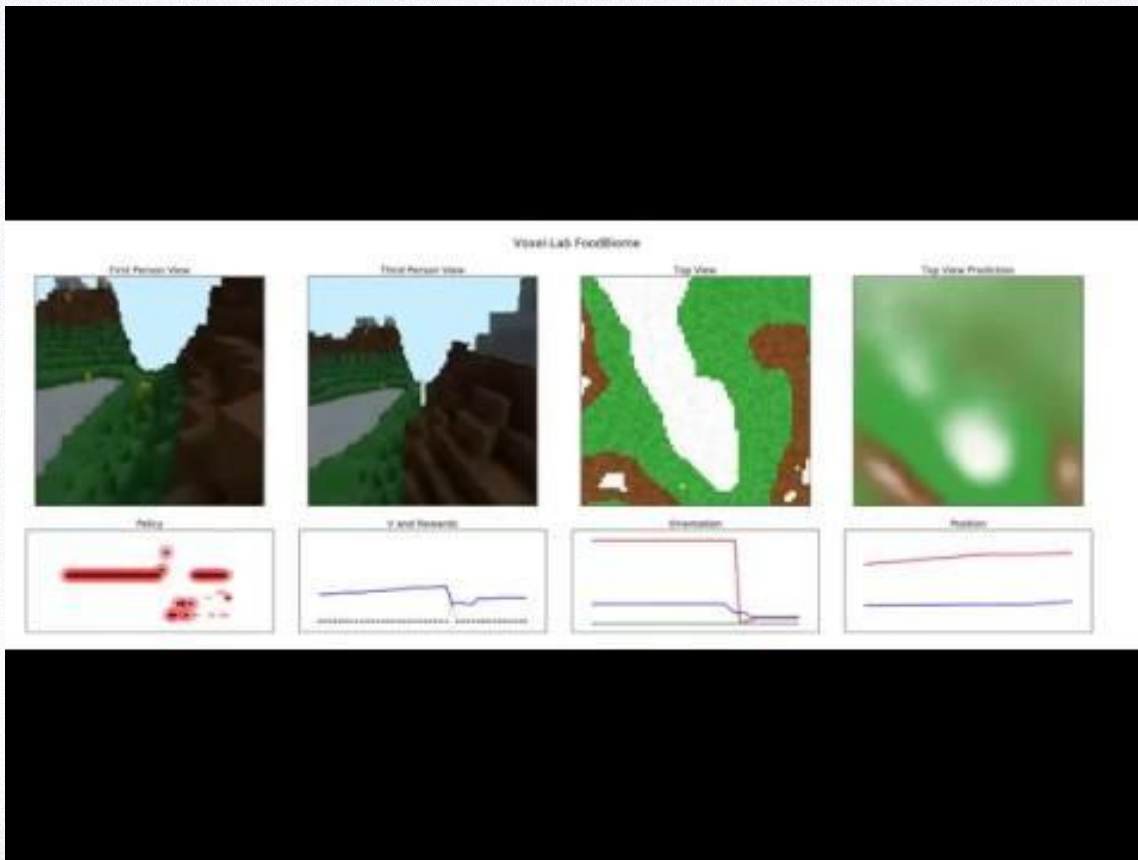 Voxel Lab FoodBiome
First Person View
Third Person View
Top View
Top View Prediction
Policy
V and Rewards
Orientation
Position